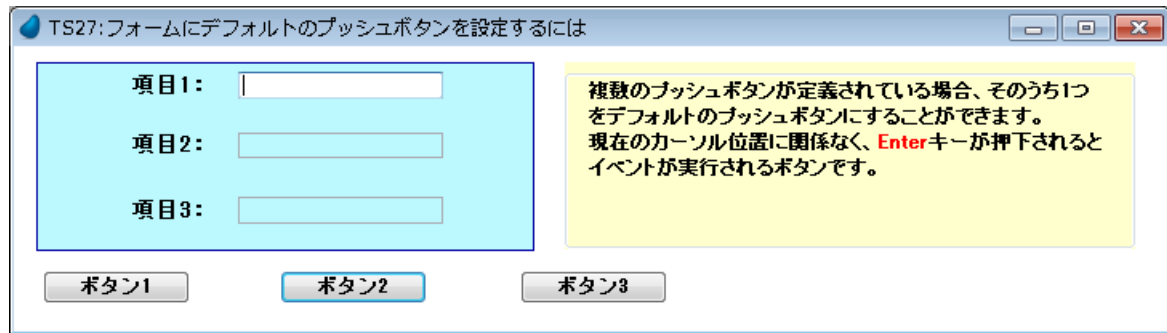 TS27:フォームにデフォルトのプッシュボタンを設定するには
項目1:
項目2:
項目3:
複数のプッシュボタンが定義されている場合、そのうち1つ
をデフォルトのプッシュボタンにすることができます。
現在のカーソル位置に関係なく、Enterキーが押下されると
イベントが実行されるボタンです。
ボタン1 ボタン2 ボタン3